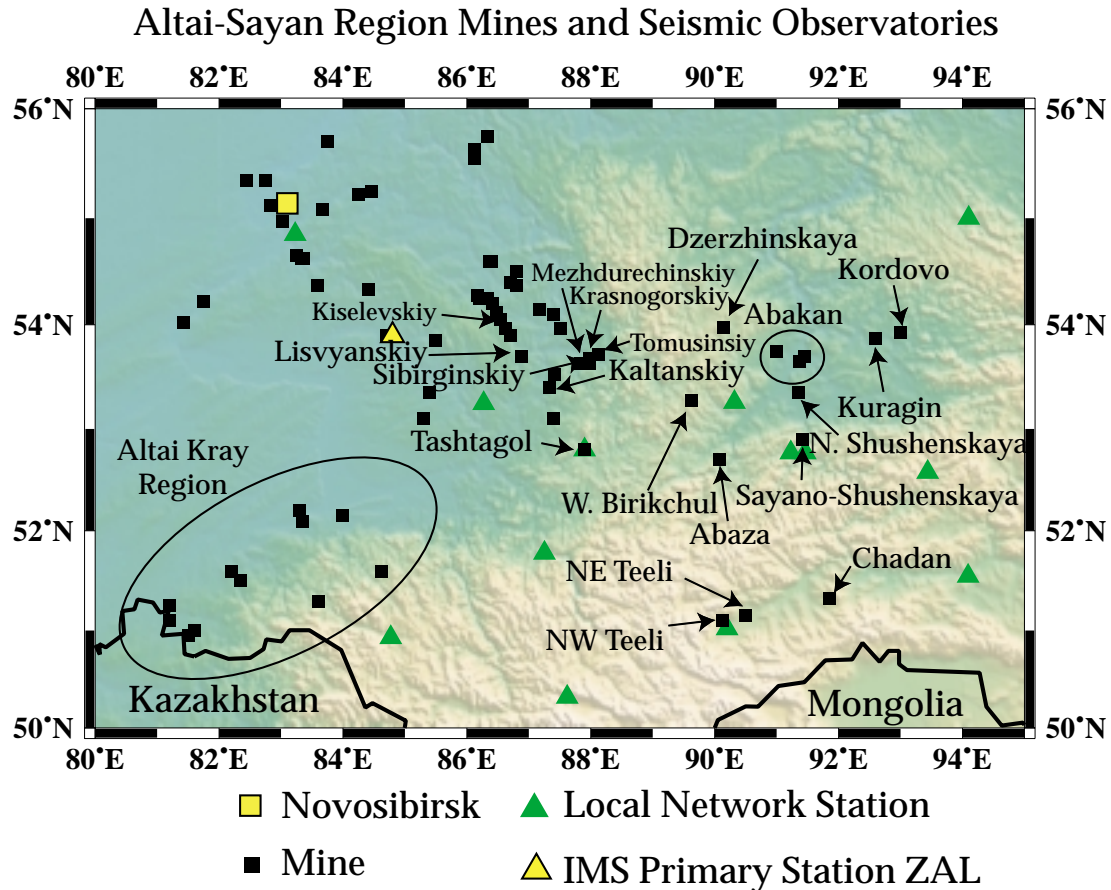 Altai-Sayan Region Mines and Seismic Observatories
80°E 82°E 84°E 86°E 88°E 90°E 92°E 94°E
56°N 56°N
Dzerzhinskaya
Mezhdurechinskiy
Kordovo
Krasnogorskiy
Kiselevskiy
54°N Abakan 54°N
Lisvyanskiy
Tomusinsiy
Sibirginskiy
Kaltanskiy
Kuragin
Tashtagol
N. Shushenskaya
Altai Kray
Region
W. Birikchul
Sayano-Shushenskaya
52°N Abaza 52°N
NE Teeli
Chadan
NW Teeli
Kazakhstan
Mongolia
50°N 50°N
80°E 82°E 84°E 86°E 88°E 90°E 92°E 94°E
Novosibirsk
Local Network Station
Mine
IMS Primary Station ZAL